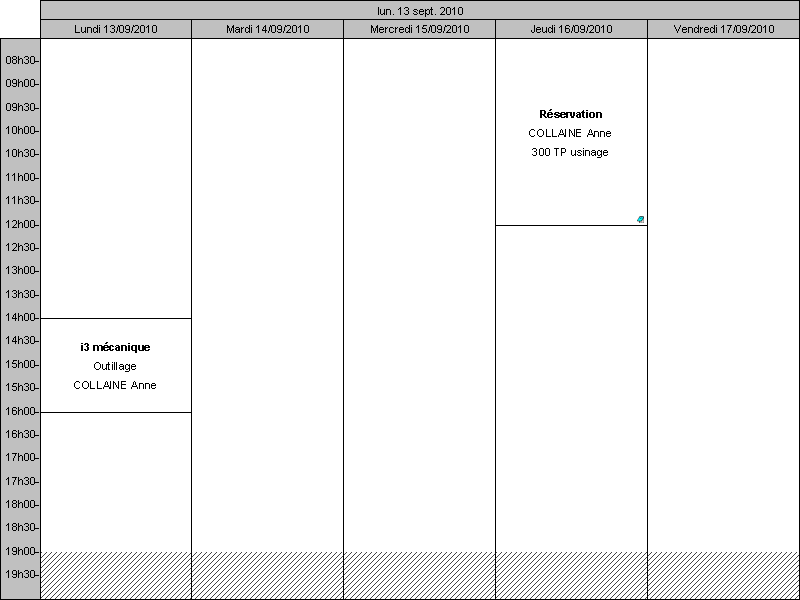 lun. 13 sept. 2010
Lundi 13/09/2010
Mardi 14/09/2010
Mercredi 15/09/2010
Jeudi 16/09/2010
Vendredi 17/09/2010
08h30
09h00
09h30
10h00
10h30
11h00
11h30
12h00
12h30
13h00
13h30
14h00
14h30
15h00
15h30
16h00
16h30
17h00
17h30
18h00
18h30
19h00
19h30
i3 mécanique
Outillage
COLLAINE Anne
Réservation
COLLAINE Anne
300 TP usinage